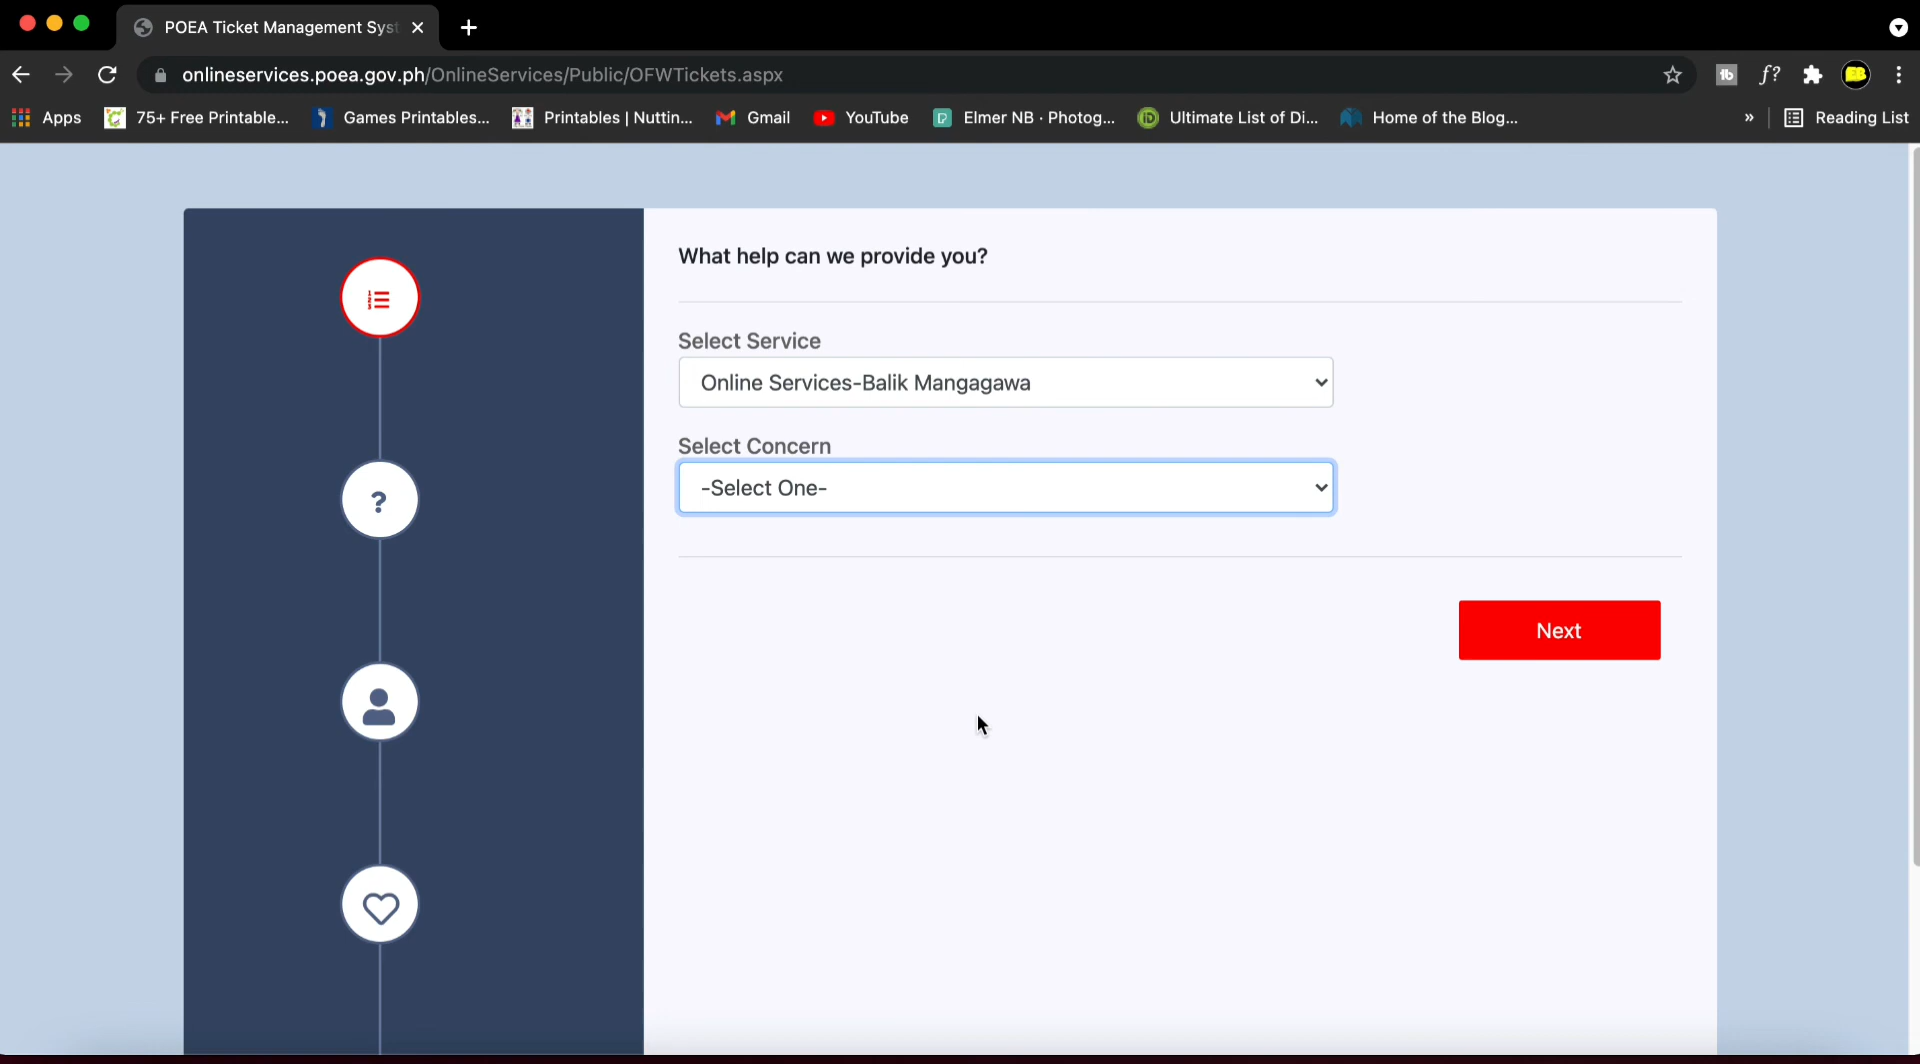 POEA Ticket Management Syst
onlineservices.poea.gov.ph/OnlineServices/Public/OFWTickets.aspx
tb
f?
EB
Apps
75+ Free Printable...
Games Printables...
Printables | Nuttin...
Gmail
YouTube
Elmer NB · Photog...
Ultimate List of Di...
Home of the Blog...
»
Reading List
What help can we provide you?
Select Service
Online Services-Balik Mangagawa
Select Concern
-Select One-
Next
?